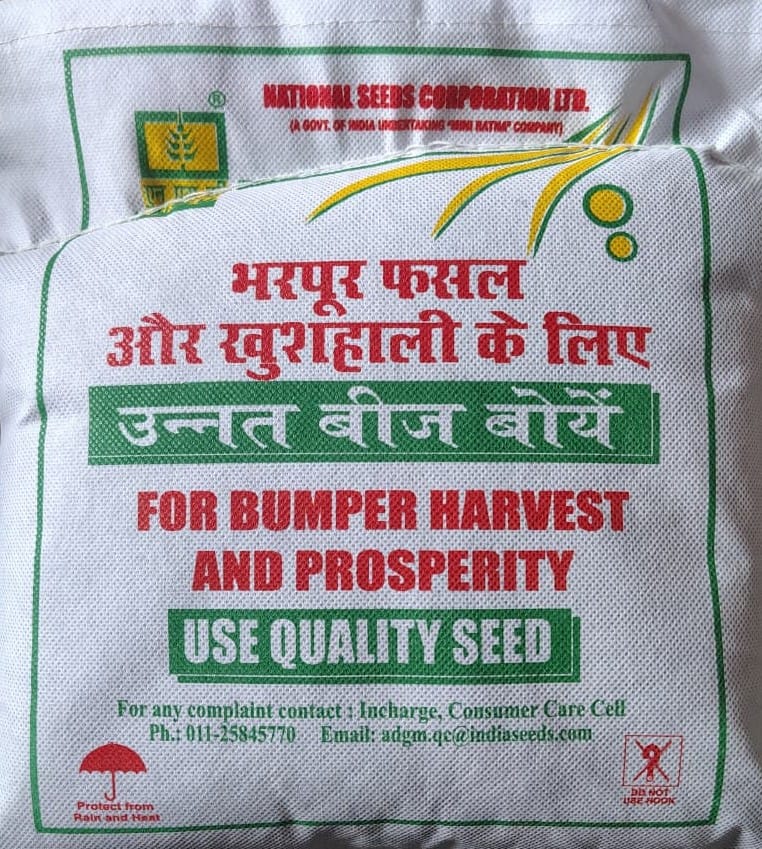 ®
NATIONAL SEEDS CORPORATION LTD.
(A GOVT. OF INDIA UNDERTAKING "MINI RATNA" COMPANY)
भरपूर फसल
और खुशहाली के लिए
उन्नत बीज बोयें
FOR BUMPER HARVEST
AND PROSPERITY
USE QUALITY SEED
For any complaint contact : Incharge, Consumer Care Cell
Ph.: 011-25845770 Email: adgm.qc@indiaseeds.com
Protect from
Rain and Heat
DO NOT
USE HOOK